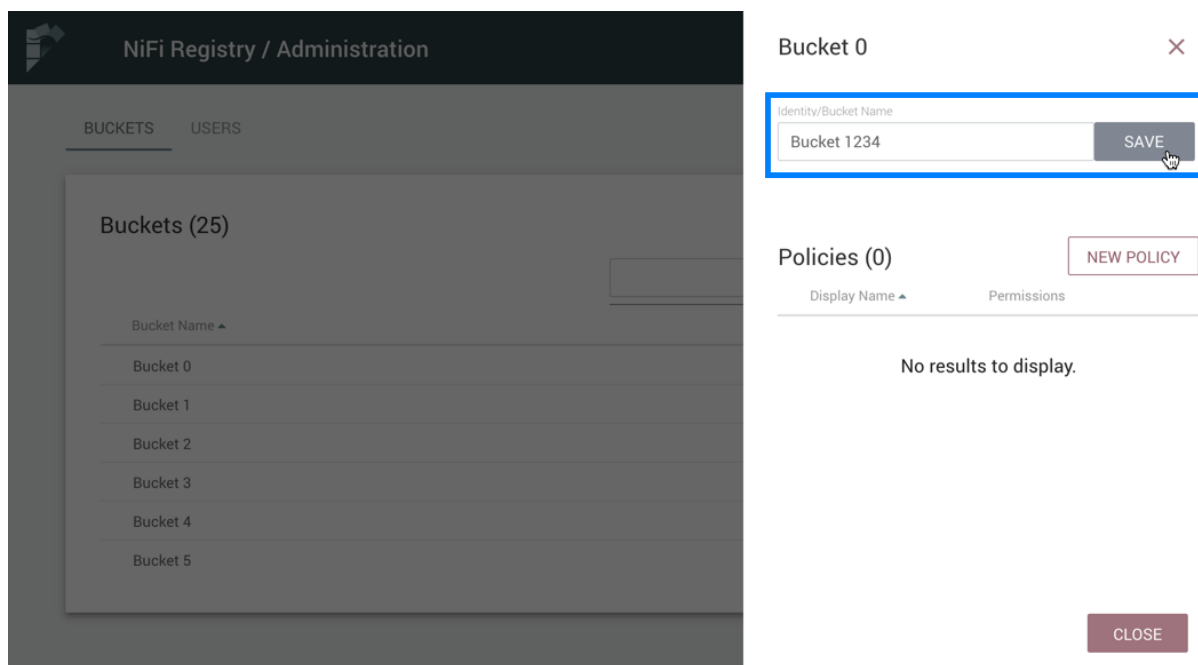 NiFi Registry / Administration
BUCKETS USERS
Buckets (25)
Bucket Name
Bucket 0
Bucket 1
Bucket 2
Bucket 3
Bucket 4
Bucket 5
Bucket 0
Identity/Bucket Name
Bucket 1234 SAVE
Policies (0) NEW POLICY
Display Name Permissions
No results to display.
CLOSE